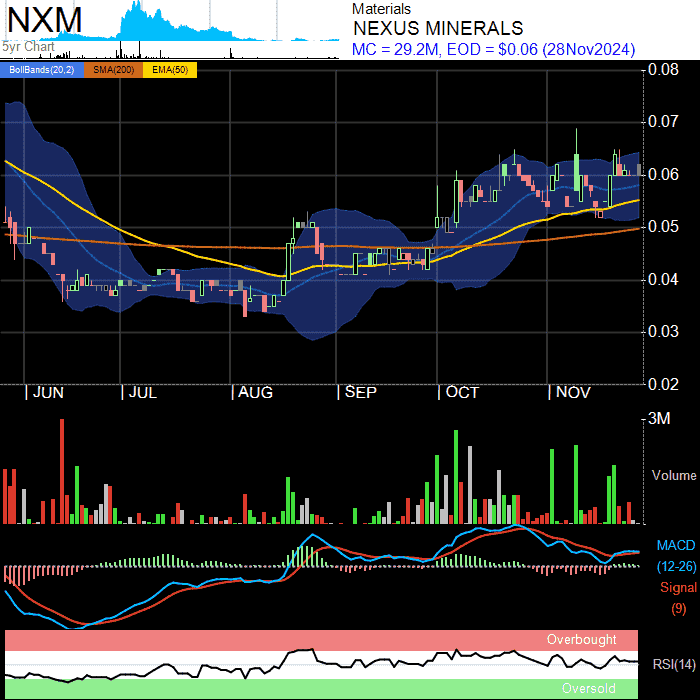 NXM
5yr Chart
Materials
NEXUS MINERALS
MC = 29.2M, EOD = $0.06 (28Nov2024)
BollBands(20,2) SMA(200) EMA(50)
0.08
0.07
0.06
0.05
0.04
0.03
0.02
JUN JUL AUG SEP OCT NOV
3M
Volume
MACD
(12-26)
Signal
(9)
Overbought
RSI(14)
Oversold